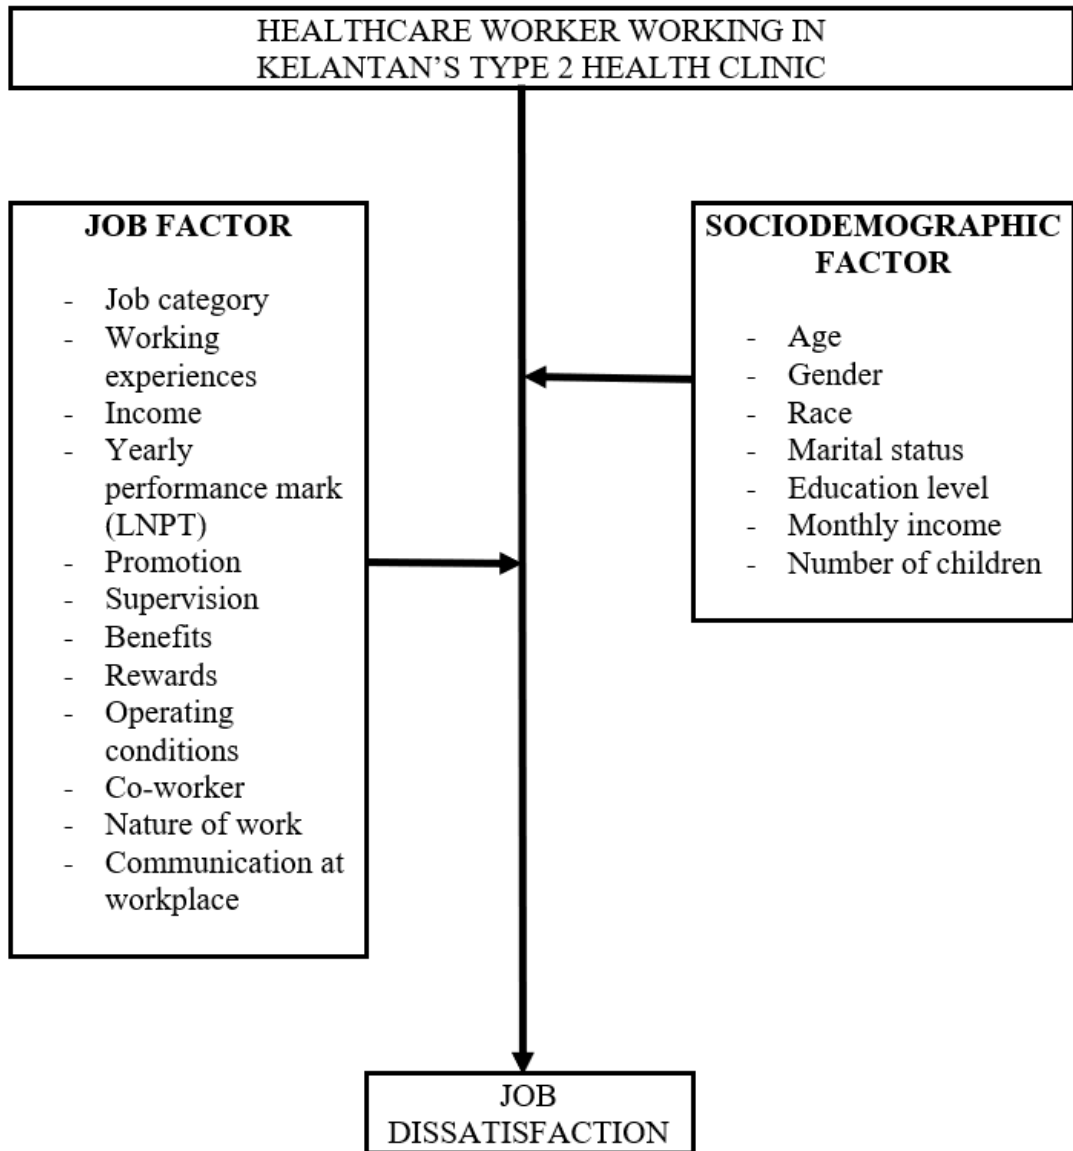 HEALTHCARE WORKER WORKING IN
KELANTAN’S TYPE 2 HEALTH CLINIC
JOB FACTOR
- Job category
- Working
experiences
- Income
- Yearly
performance mark
(LNPT)
- Promotion
- Supervision
- Benefits
- Rewards
- Operating
conditions
- Co-worker
- Nature of work
- Communication at
workplace
SOCIODEMOGRAPHIC
FACTOR
- Age
- Gender
- Race
- Marital status
- Education level
- Monthly income
- Number of children
JOB
DISSATISFACTION